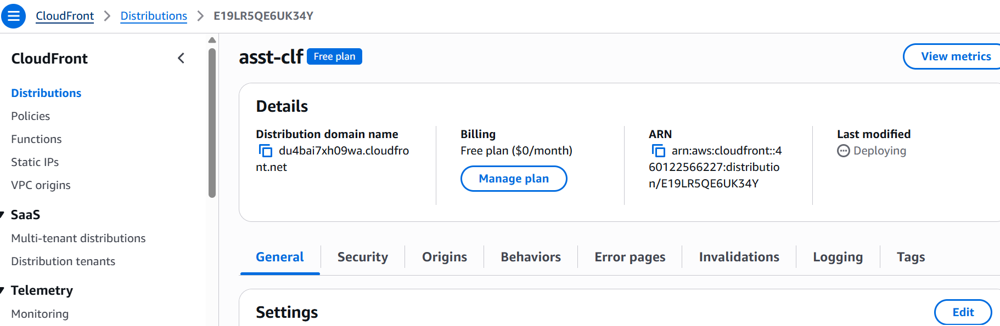 CloudFront > Distributions > E19LR5QE6UK34Y
CloudFront
Distributions
Policies
Functions
Static IPs
VPC origins
SaaS
Multi-tenant distributions
Distribution tenants
Telemetry
Monitoring
asst-clf Free plan
View metrics
Details
Distribution domain name
du4bai7xh09wa.cloudfro
nt.net
Billing
Free plan ($0/month)
Manage plan
ARN
arn:aws:cloudfront::4
60122566227:distributio
n/E19LR5QE6UK34Y
Last modified
Deploying
General
Security
Origins
Behaviors
Error pages
Invalidations
Logging
Tags
Settings
Edit